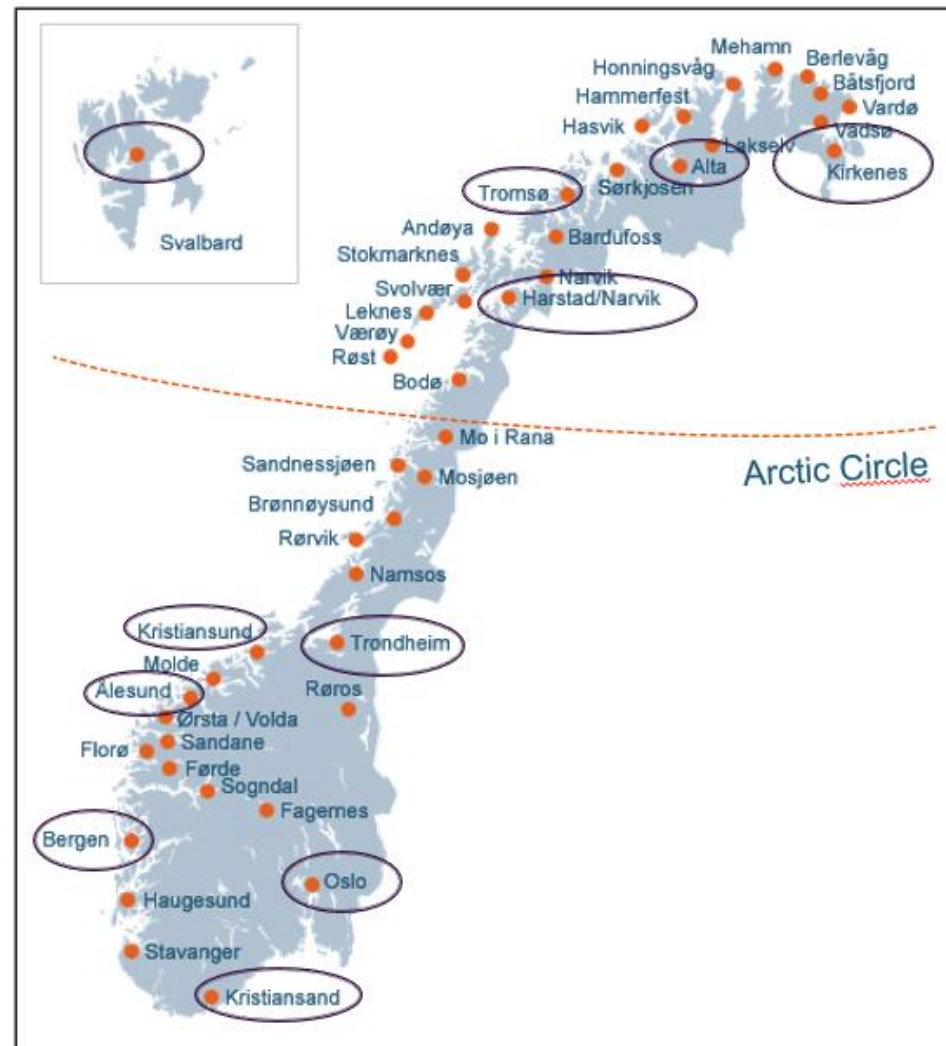 Mehamn
Berlevåg
Honningsvåg
Båtsfjord
Hammerfest
Vardø
Hasvik
Vadsø
Lakselv
Alta
Kirkenes
Sørkjosen
Tromsø
Andøya
Bardufoss
Svalbard
Stokmarknes
Narvik
Svolvær
Harstad/Narvik
Leknes
Værøy
Røst
Bodø
Mo i Rana
Sandnessjøen
Arctic Circle
Mosjøen
Brønnøysund
Rørvik
Namsos
Kristiansund
Trondheim
Molde
Ålesund
Røros
Ørsta / Volda
Sandane
Florø
Førde
Sogndal
Fagernes
Bergen
Oslo
Haugesund
Stavanger
Kristiansand